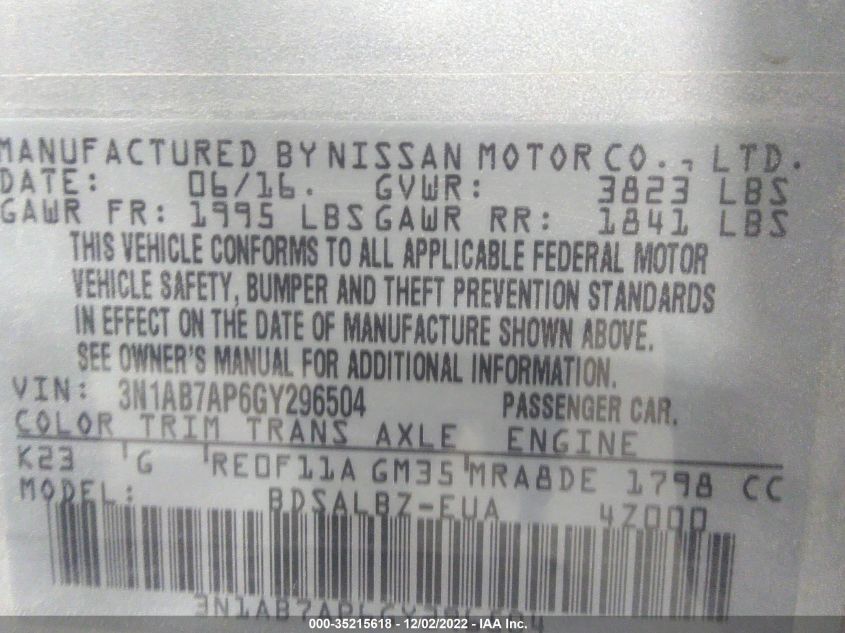 MANUFACTURED BY NISSAN MOTOR CO., LTD.
DATE: 06/16. GVWR: 3823 LBS
GAWR FR: 1995 LBS GAWR RR: 1841 LBS
THIS VEHICLE CONFORMS TO ALL APPLICABLE FEDERAL MOTOR
VEHICLE SAFETY, BUMPER AND THEFT PREVENTION STANDARDS
IN EFFECT ON THE DATE OF MANUFACTURE SHOWN ABOVE.
SEE OWNER'S MANUAL FOR ADDITIONAL INFORMATION.
VIN: 3N1AB7AP6GY296504 PASSENGER CAR.
COLOR TRIM TRANS AXLE ENGINE
K23 G RE0F11A GM35 MRA8DE 1798 CC
MODEL: BDSALBZ-EUA 4Z000
3N1AB7AP6GY296504
000-35215618 - 12/02/2022 - IAA Inc.